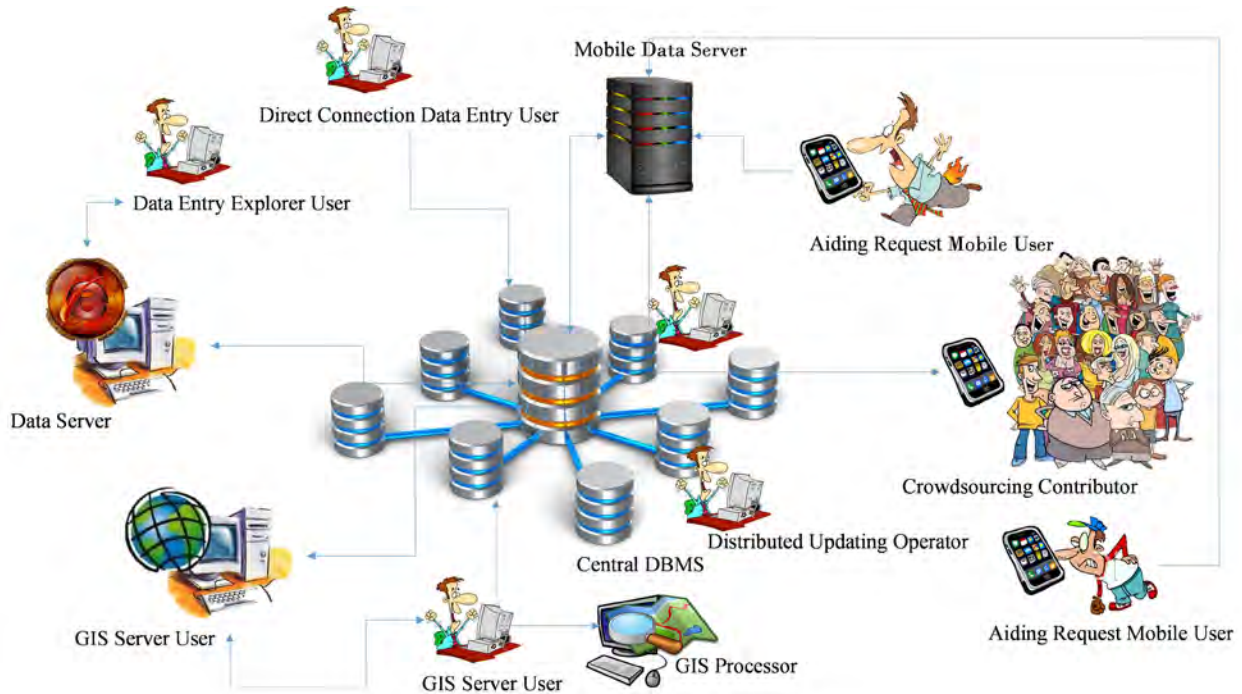 Mobile Data Server
Direct Connection Data Entry User
Data Entry Explorer User
Aiding Request Mobile User
Data Server
Crowdsourcing Contributor
Distributed Updating Operator
Central DBMS
GIS Server User
Aiding Request Mobile User
GIS Processor
GIS Server User